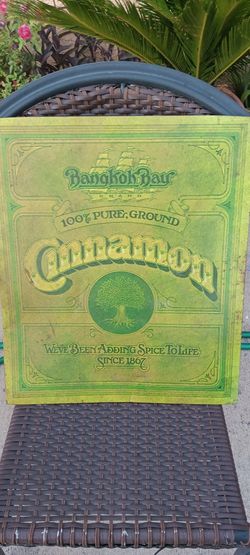 Bangkok Bay
BRAND
100% PURE; GROUND
Cinnamon
WE'VE BEEN ADDING SPICE TO LIFE
SINCE 1867